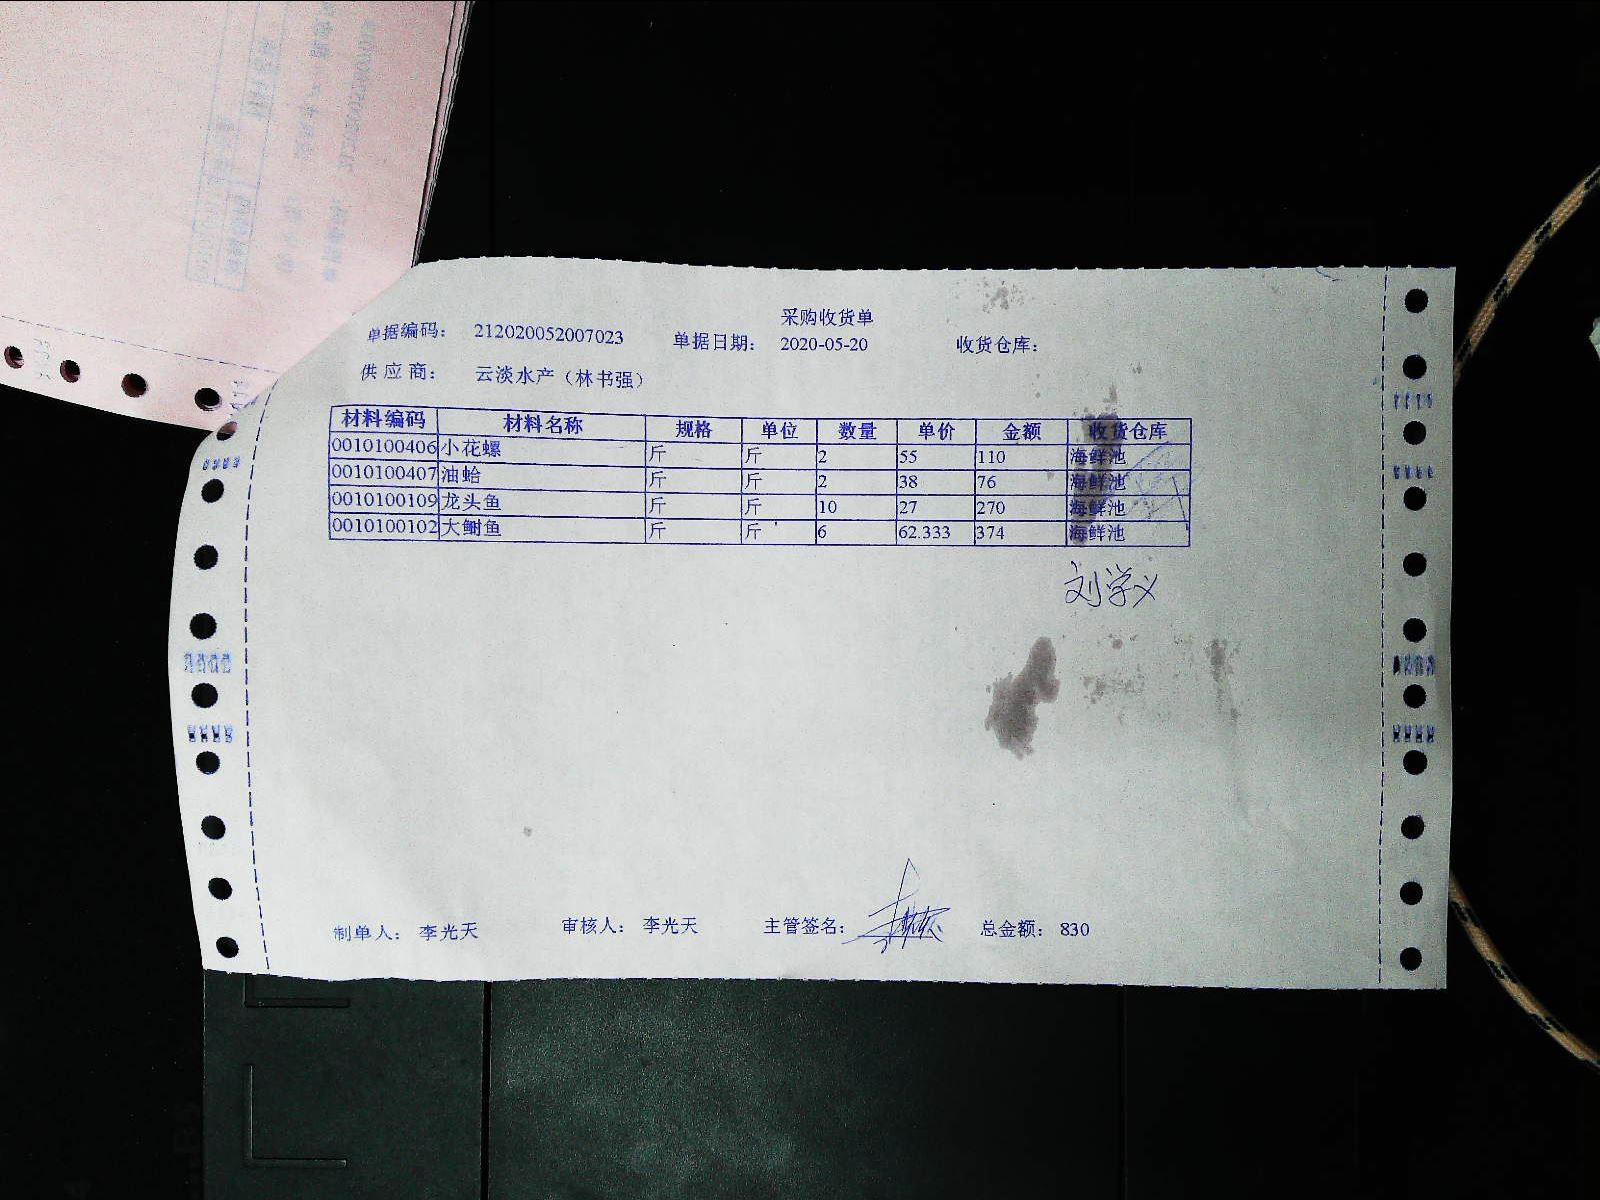 采购收货单
单据编码： 212020052007023 单据日期： 2020-05-20 收货仓库：
供应商： 云淡水产（林书强）
材料编码 材料名称 规格 单位 数量 单价 金额 收货仓库
0010100406 小花螺 斤 斤 2 55 110 海鲜池
0010100407 油蛤 斤 斤 2 38 76 海鲜池
0010100109 龙头鱼 斤 斤 10 27 270 海鲜池
0010100102 大鲥鱼 斤 斤 6 62.333 374 海鲜池
刘学义
制单人： 李光天 审核人： 李光天 主管签名： 总金额： 830